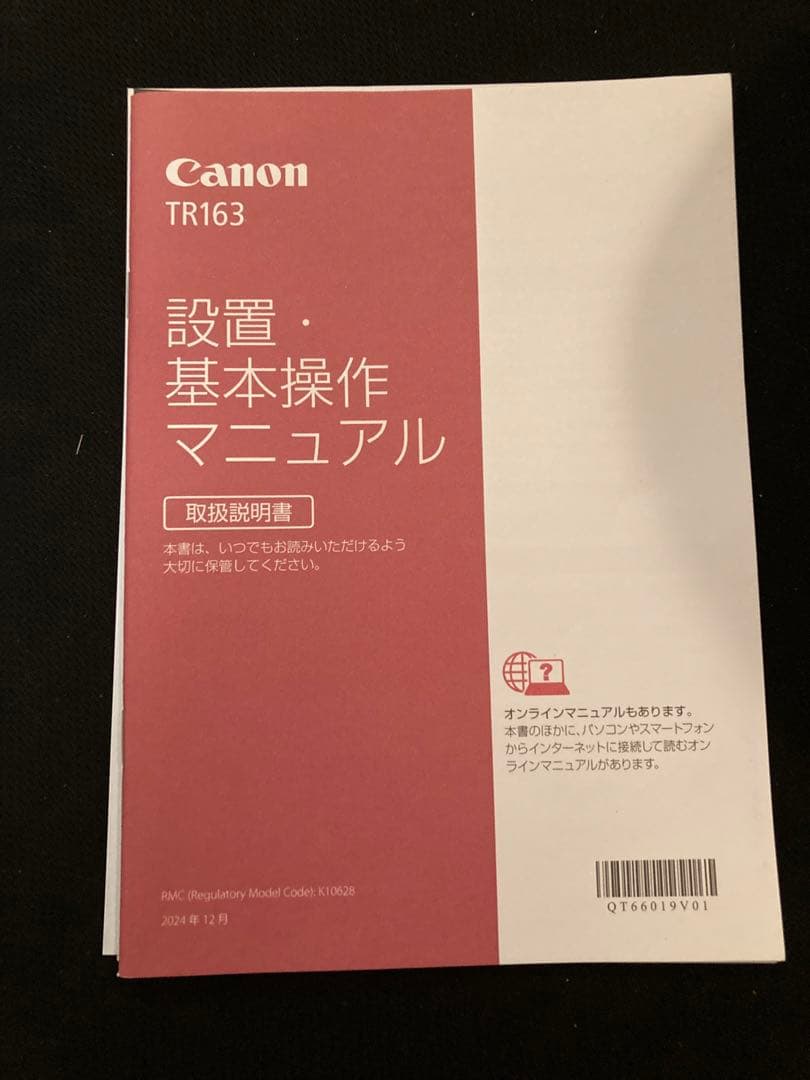 Canon
TR163
設置・
基本操作
マニュアル
取扱説明書
本書は、いつでもお読みいただけるよう
大切に保管してください。
?
オンラインマニュアルもあります。
本書のほかに、パソコンやスマートフォン
からインターネットに接続して読むオン
ラインマニュアルがあります。
RMC (Regulatory Model Code): K10628
2024 年 12 月
QT66019V01